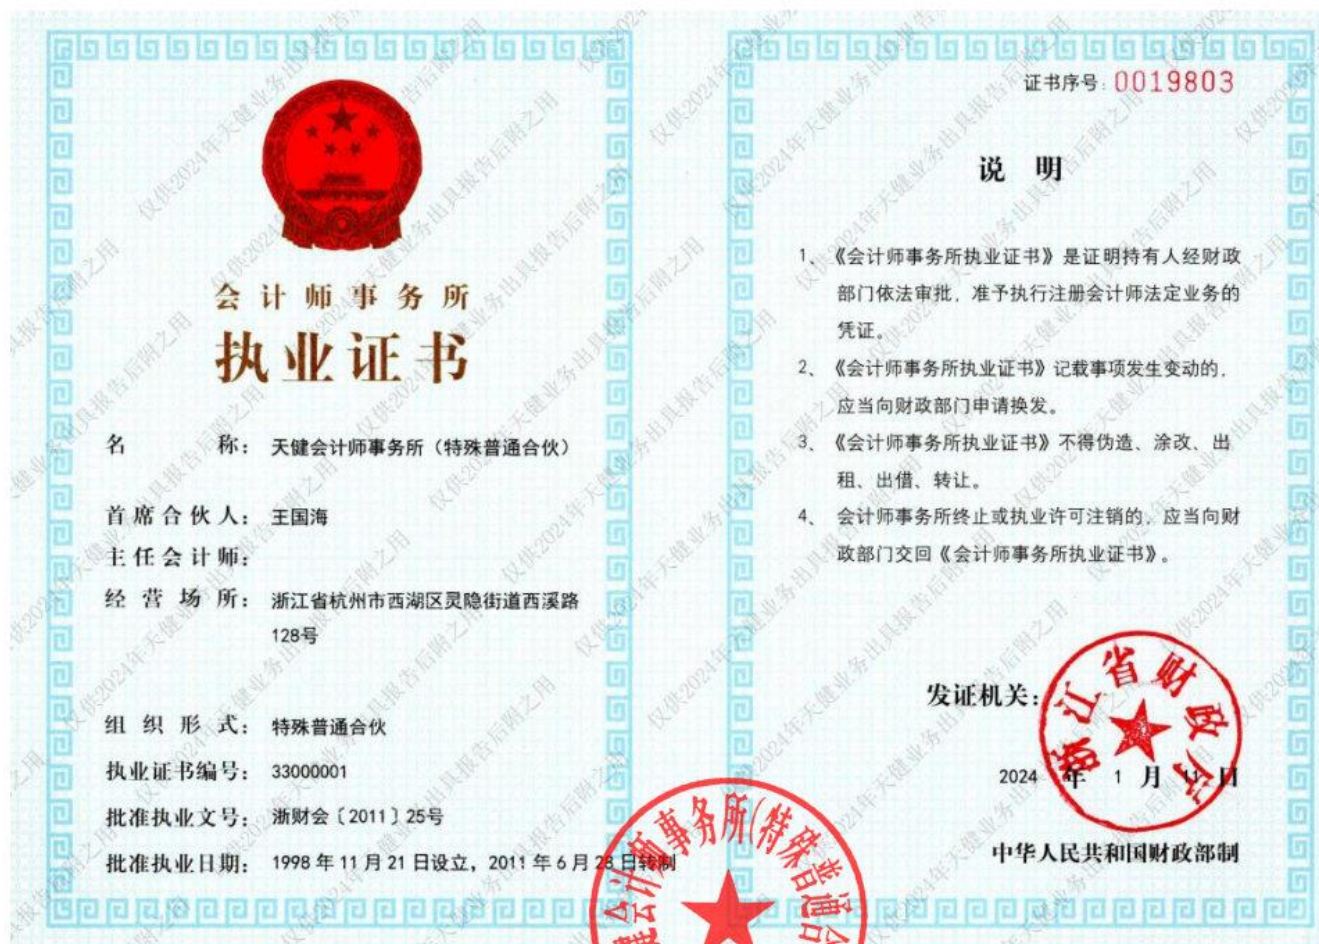 会计师事务所
执业证书
名 称： 天健会计师事务所（特殊普通合伙）
首席合伙人： 王国海
主任会计师：
经营场所： 浙江省杭州市西湖区灵隐街道西溪路
128号
组织形式： 特殊普通合伙
执业证书编号： 33000001
批准执业文号： 浙财会〔2011〕25号
批准执业日期： 1998年11月21日设立，2011年6月28日转制
证书序号：0019803
说 明
1、《会计师事务所执业证书》是证明持有人经财政
部门依法审批，准予执行注册会计师法定业务的
凭证。
2、《会计师事务所执业证书》记载事项发生变动的，
应当向财政部门申请换发。
3、《会计师事务所执业证书》不得伪造、涂改、出
租、出借、转让。
4、 会计师事务所终止或执业许可注销的，应当向财
政部门交回《会计师事务所执业证书》。
发证机关：
浙江省财政厅
2024 年 1 月 11 日
中华人民共和国财政部制
健会计师事务所(特殊普通合
仅供2024年天健业务出具报告后附之用